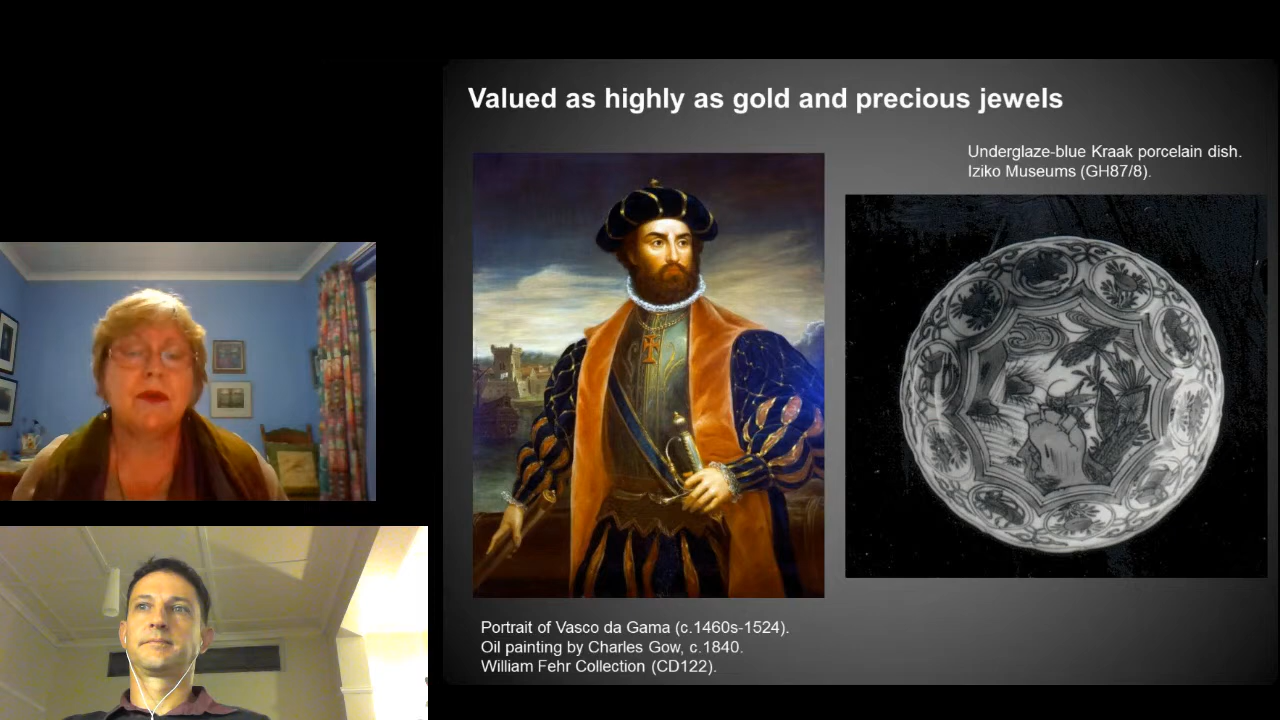 Valued as highly as gold and precious jewels
Underglaze-blue Kraak porcelain dish.
Iziko Museums (GH87/8).
Portrait of Vasco da Gama (c.1460s-1524).
Oil painting by Charles Gow, c.1840.
William Fehr Collection (CD122).